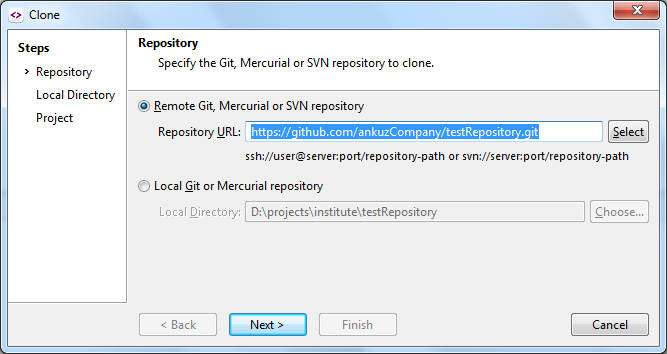 Clone
Steps
Repository
Local Directory
Project
Repository
Specify the Git, Mercurial or SVN repository to clone.
Remote Git, Mercurial or SVN repository
Repository URL: https://github.com/ankuzCompany/testRepository.git Select
ssh://user@server:port/repository-path or svn://server:port/repository-path
Local Git or Mercurial repository
Local Directory: D:\projects\institute\testRepository Choose...
< Back Next > Finish Cancel